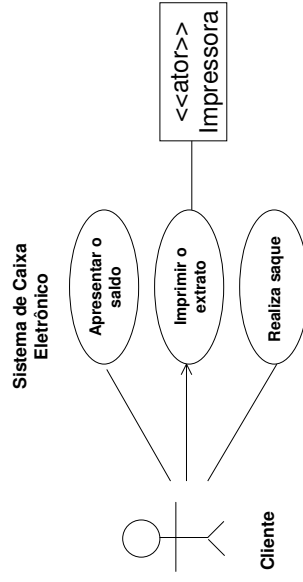 Sistema de Caixa
Eletrônico
Apresentar o
saldo
Imprimir o
extrato
Realiza saque
<<ator>>
Impressora
Cliente